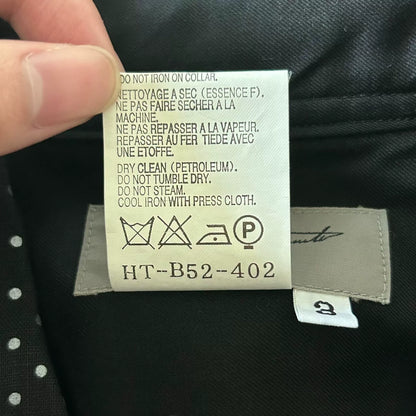 DO NOT IRON ON COLLAR.
NETTOYAGE A SEC (ESSENCE F).
NE PAS FAIRE SECHER A LA
MACHINE.
NE PAS REPASSER A LA VAPEUR.
REPASSER AU FER TIEDE AVEC
UNE ETOFFE.
DRY CLEAN (PETROLEUM).
DO NOT TUMBLE DRY.
DO NOT STEAM.
COOL IRON WITH PRESS CLOTH.
P
HT-B52-402
2